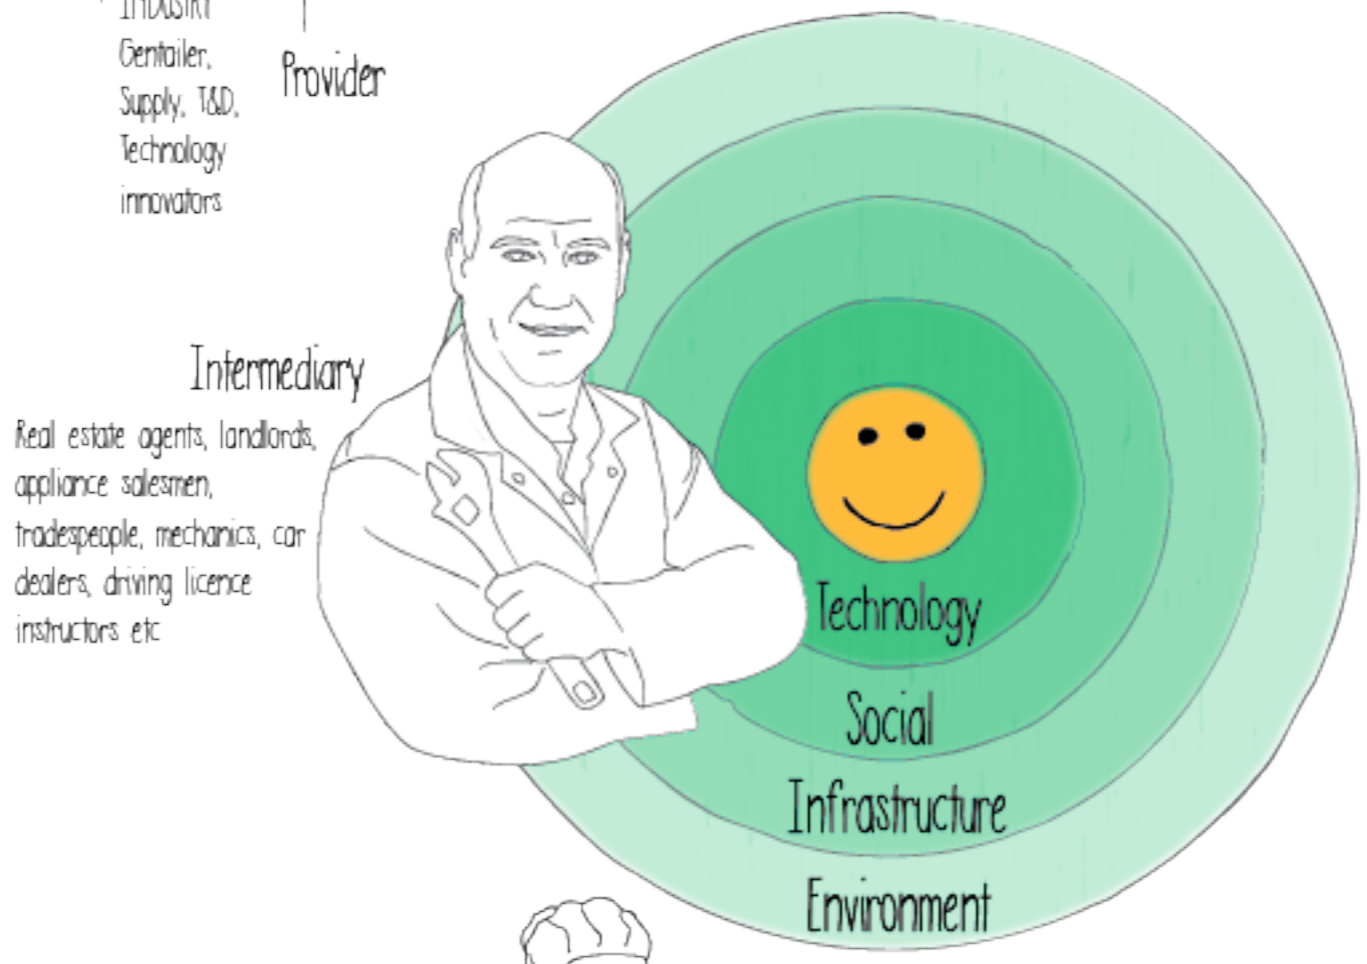 Industry
Gentailer,
Supply, T&D,
Technology
innovators
Provider
Intermediary
Real estate agents, landlords,
appliance salesmen,
tradespeople, mechanics, car
dealers, driving licence
instructors etc
Technology
Social
Infrastructure
Environment